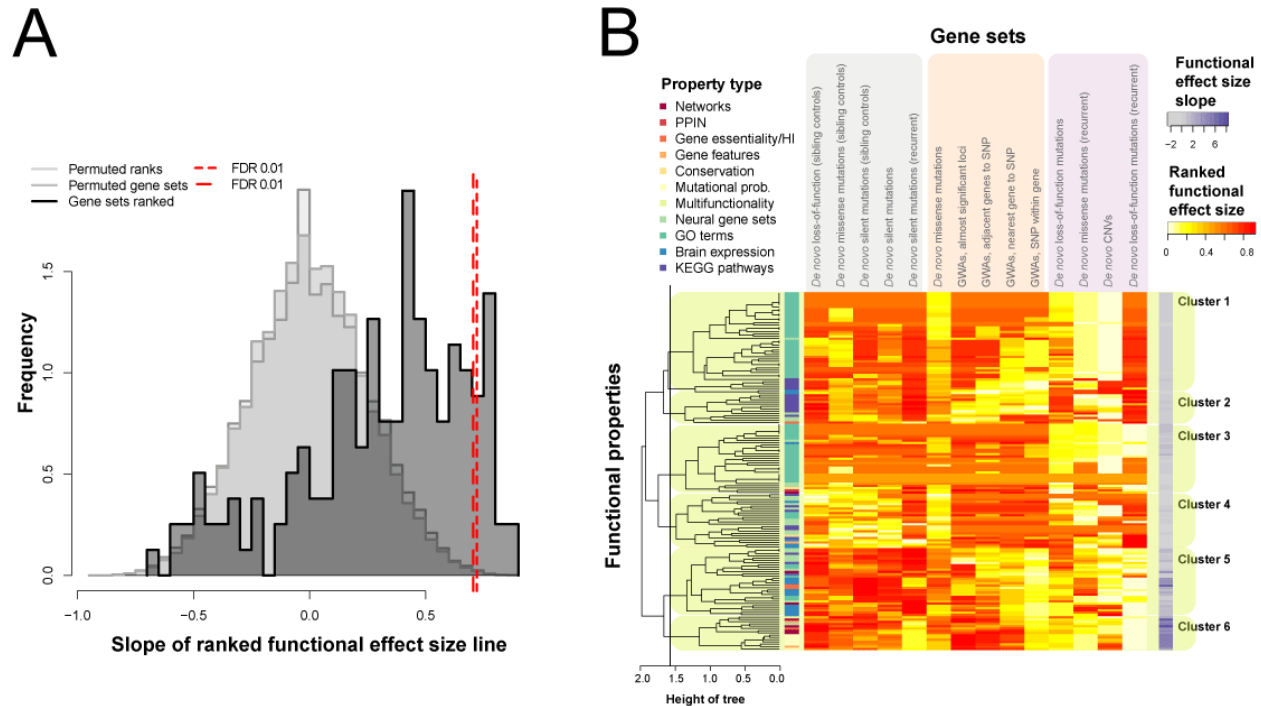 A
Permuted ranks
Permuted gene sets
Gene sets ranked
FDR 0.01
FDR 0.01
Frequency
0.0
0.5
1.0
1.5
−1.0
−0.5
0.0
0.5
Slope of ranked functional effect size line
B
Gene sets
Property type
Networks
PPIN
Gene essentiality/HI
Gene features
Conservation
Mutational prob.
Multifunctionality
Neural gene sets
GO terms
Brain expression
KEGG pathways
De novo loss-of-function (sibling controls)
De novo missense mutations (sibling controls)
De novo silent mutations (sibling controls)
De novo silent mutations
De novo silent mutations (recurrent)
De novo missense mutations
GWAs, almost significant loci
GWAs, adjacent genes to SNP
GWAs, nearest gene to SNP
GWAs, SNP within gene
De novo loss-of-function mutations
De novo missense mutations (recurrent)
De novo CNVs
De novo loss-of-function mutations (recurrent)
Functional
effect size
slope
−2 2 6
Ranked
functional
effect size
0 0.4 0.8
Functional properties
Cluster 1
Cluster 2
Cluster 3
Cluster 4
Cluster 5
Cluster 6
2.0 1.5 1.0 0.5 0.0
Height of tree